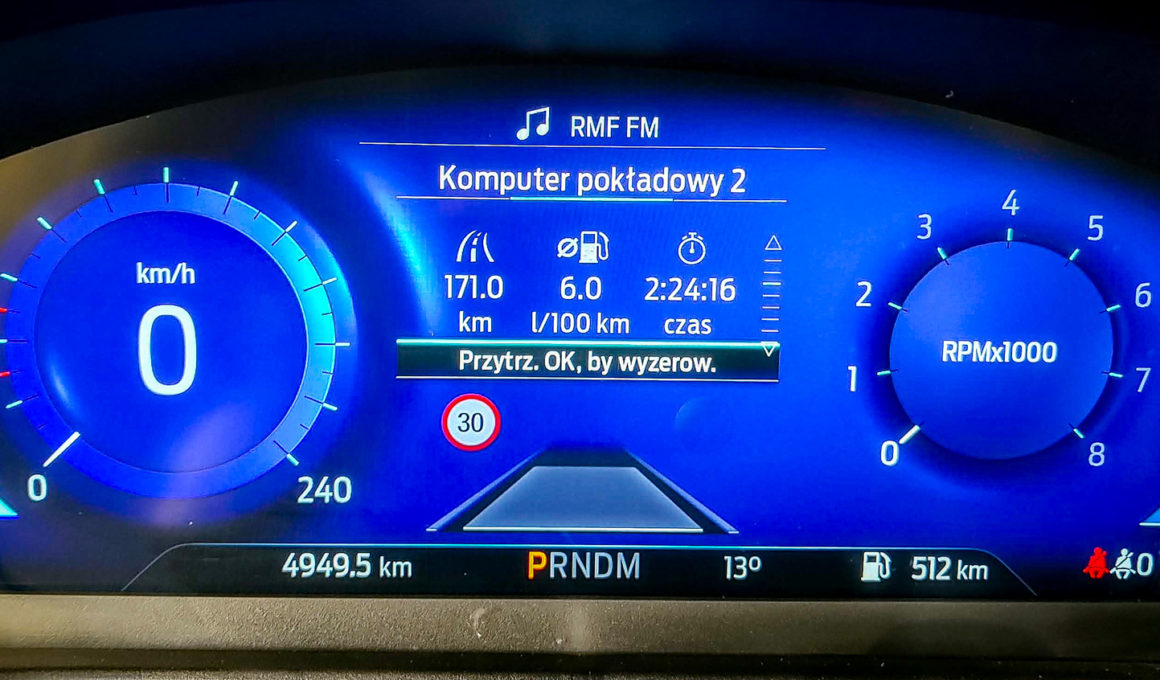 RMF FM
Komputer pokładowy 2
171.0 6.0 2:24:16
km l/100 km czas
Przytrz. OK, by wyzerow.
km/h
0
0 240
30
RPMx1000
0 1 2 3 4 5 6 7 8
4949.5 km PRNDM 13º 512 km 0